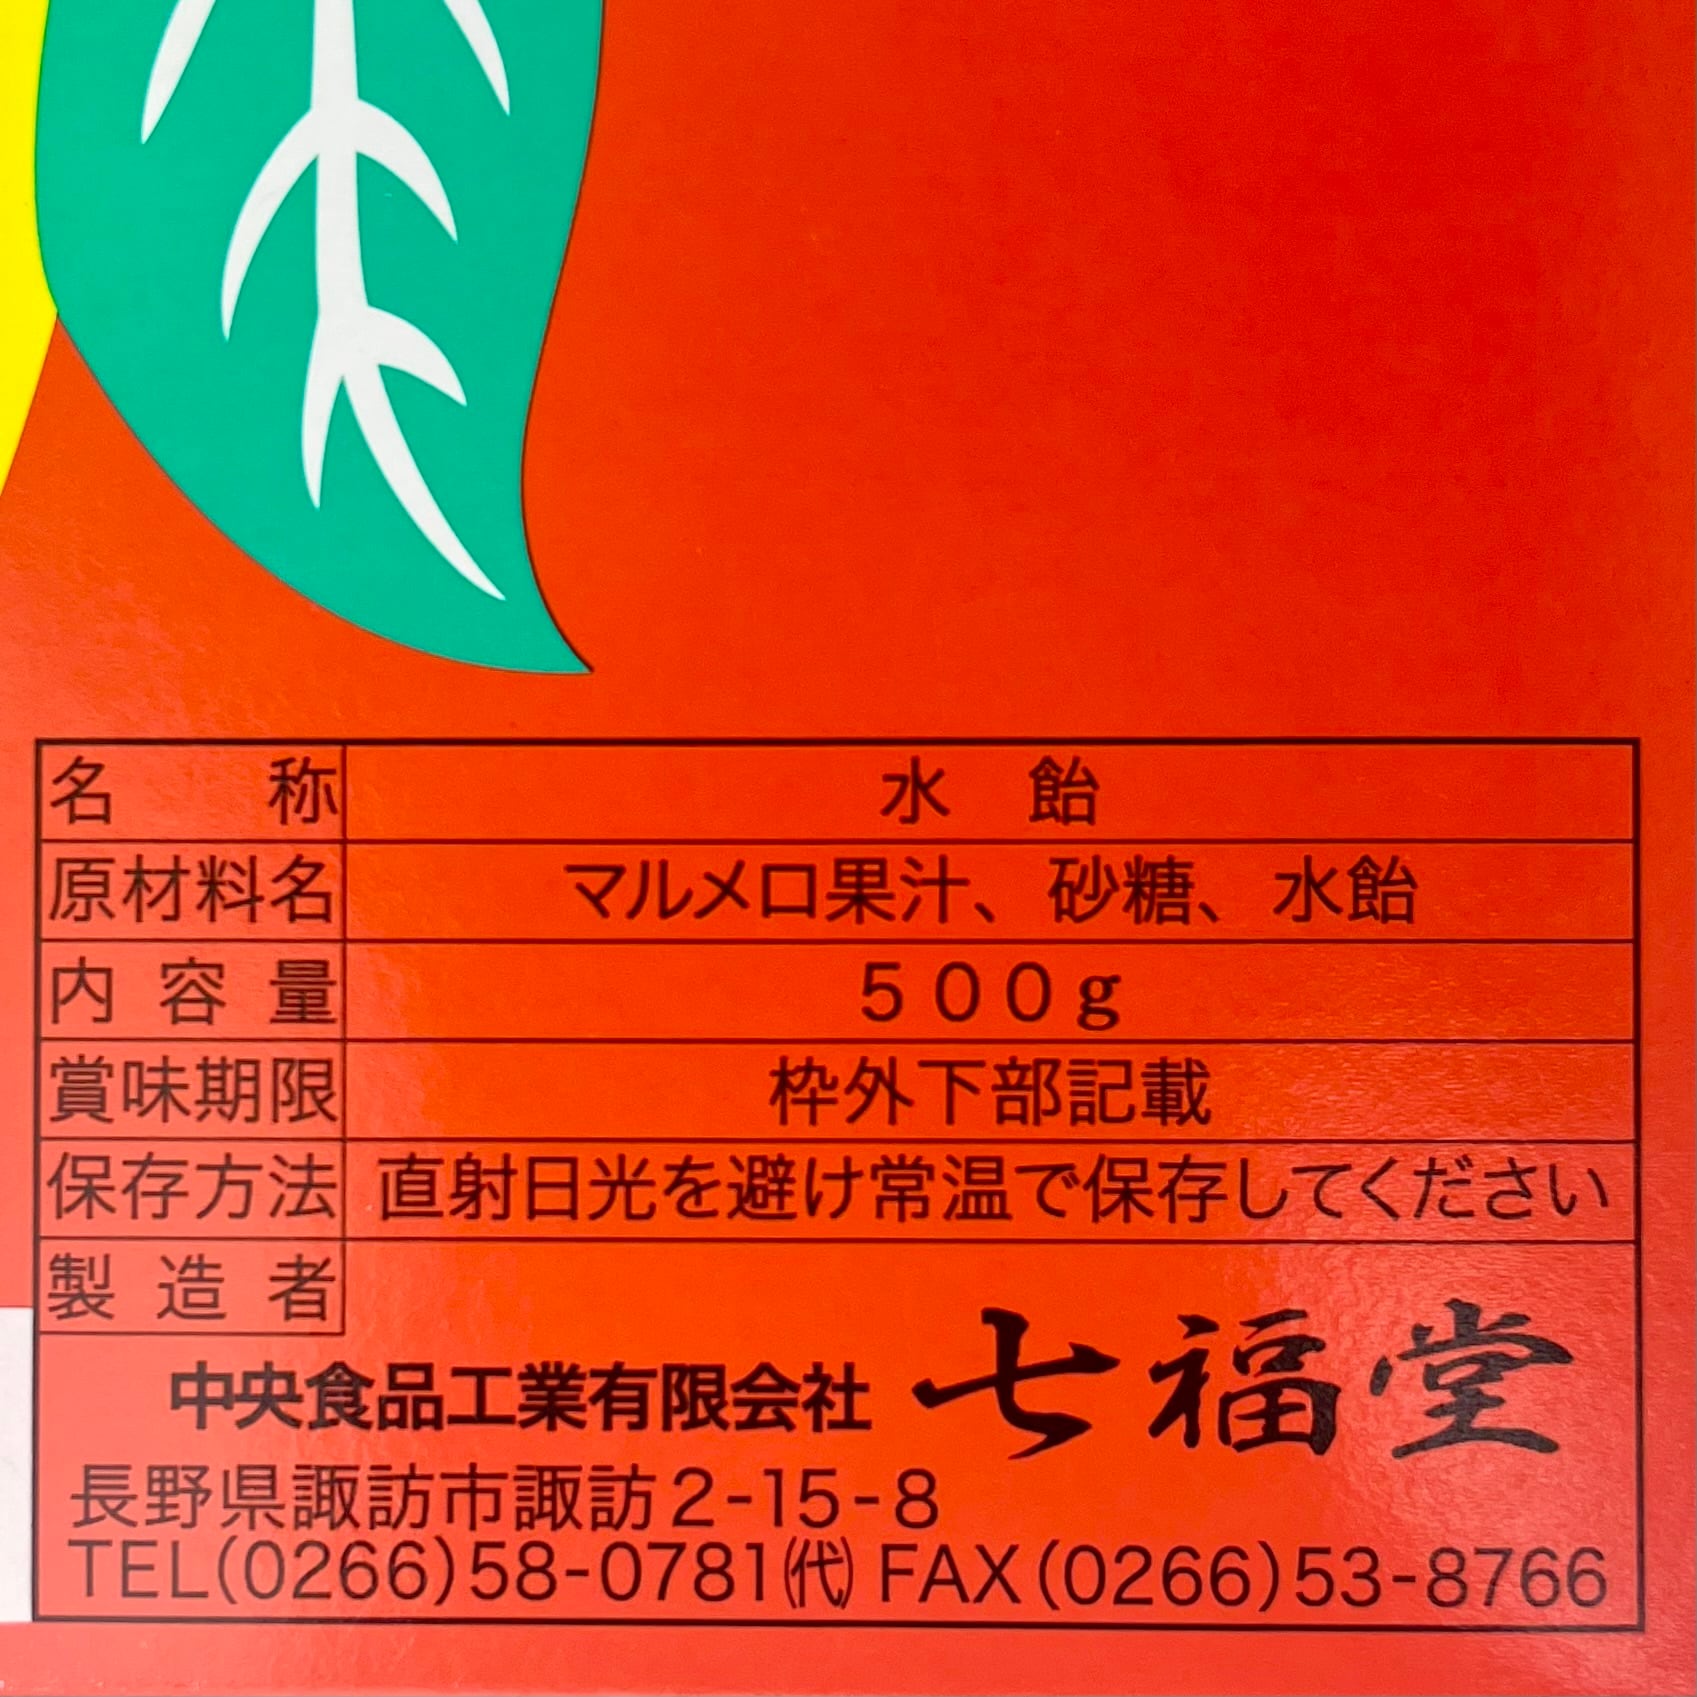 名称 水飴
原材料名 マルメロ果汁、砂糖、水飴
内容量 500g
賞味期限 枠外下部記載
保存方法 直射日光を避け常温で保存してください
製造者
中央食品工業有限会社 七福堂
長野県諏訪市諏訪2-15-8
TEL(0266)58-0781㈹ FAX(0266)53-8766